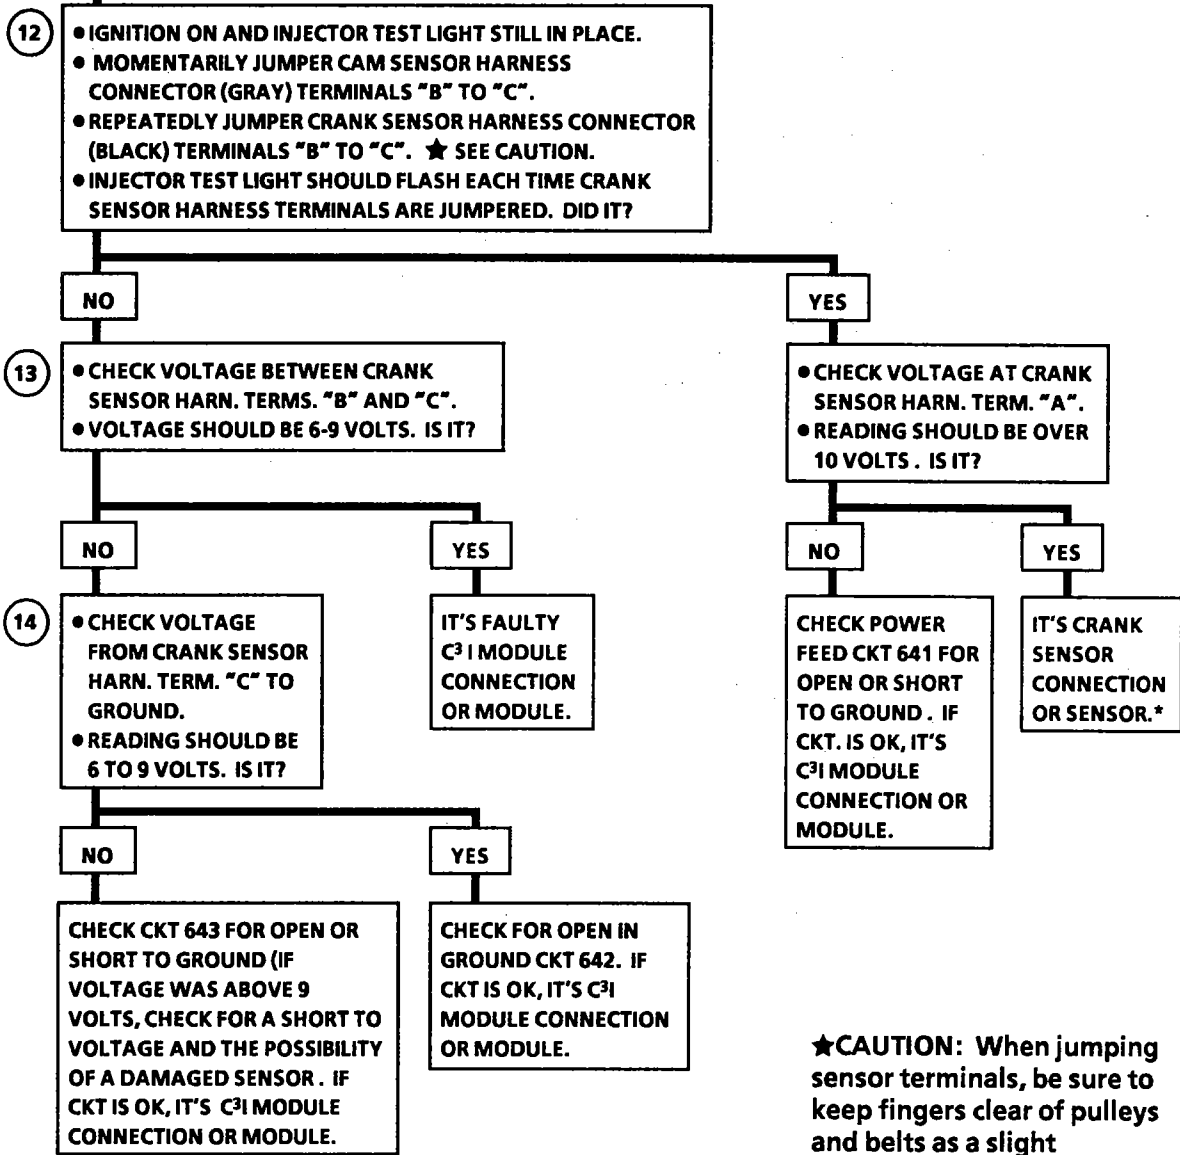 12
● IGNITION ON AND INJECTOR TEST LIGHT STILL IN PLACE.
● MOMENTARILY JUMPER CAM SENSOR HARNESS
CONNECTOR (GRAY) TERMINALS "B" TO "C".
● REPEATEDLY JUMPER CRANK SENSOR HARNESS CONNECTOR
(BLACK) TERMINALS "B" TO "C". ★ SEE CAUTION.
● INJECTOR TEST LIGHT SHOULD FLASH EACH TIME CRANK
SENSOR HARNESS TERMINALS ARE JUMPERED. DID IT?
NO
YES
13
● CHECK VOLTAGE BETWEEN CRANK
SENSOR HARN. TERMS. "B" AND "C".
● VOLTAGE SHOULD BE 6-9 VOLTS. IS IT?
● CHECK VOLTAGE AT CRANK
SENSOR HARN. TERM. "A".
● READING SHOULD BE OVER
10 VOLTS . IS IT?
NO
YES
NO
YES
14
● CHECK VOLTAGE
FROM CRANK SENSOR
HARN. TERM. "C" TO
GROUND.
● READING SHOULD BE
6 TO 9 VOLTS. IS IT?
IT'S FAULTY
C³ I MODULE
CONNECTION
OR MODULE.
CHECK POWER
FEED CKT 641 FOR
OPEN OR SHORT
TO GROUND . IF
CKT. IS OK, IT'S
C³I MODULE
CONNECTION OR
MODULE.
IT'S CRANK
SENSOR
CONNECTION
OR SENSOR.*
NO
YES
CHECK CKT 643 FOR OPEN OR
SHORT TO GROUND (IF
VOLTAGE WAS ABOVE 9
VOLTS, CHECK FOR A SHORT TO
VOLTAGE AND THE POSSIBILITY
OF A DAMAGED SENSOR . IF
CKT IS OK, IT'S C³I MODULE
CONNECTION OR MODULE.
CHECK FOR OPEN IN
GROUND CKT 642. IF
CKT IS OK, IT'S C³I
MODULE CONNECTION
OR MODULE.
★CAUTION: When jumping
sensor terminals, be sure to
keep fingers clear of pulleys
and belts as a slight